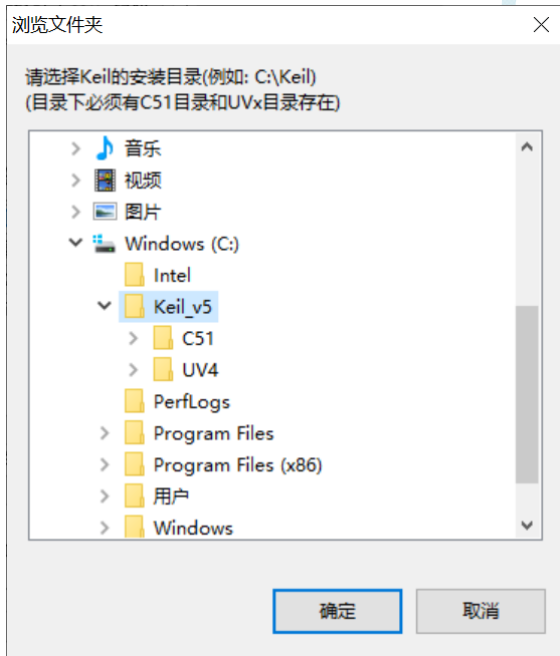 浏览文件夹
请选择Keil的安装目录(例如: C:\Keil)
(目录下必须有C51目录和UVx目录存在)
音乐
视频
图片
Windows (C:)
Intel
Keil_v5
C51
UV4
PerfLogs
Program Files
Program Files (x86)
用户
Windows
确定
取消